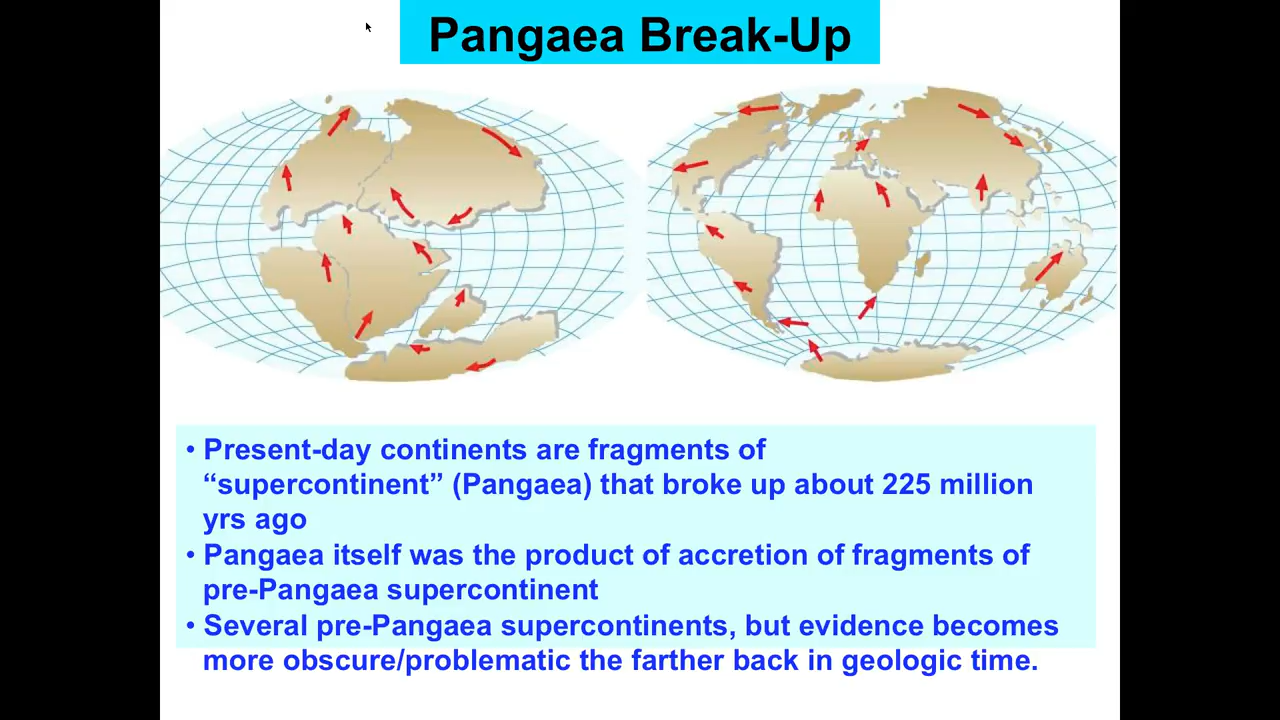 Pangaea Break-Up
• Present-day continents are fragments of
“supercontinent” (Pangaea) that broke up about 225 million
yrs ago
• Pangaea itself was the product of accretion of fragments of
pre-Pangaea supercontinent
• Several pre-Pangaea supercontinents, but evidence becomes
more obscure/problematic the farther back in geologic time.